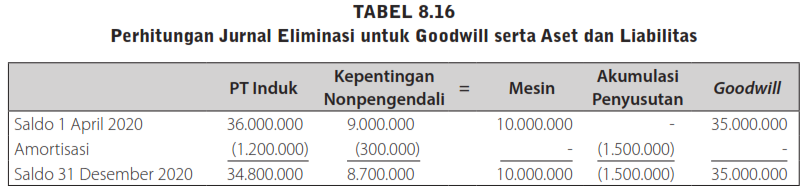 TABEL 8.16
Perhitungan Jurnal Eliminasi untuk Goodwill serta Aset dan Liabilitas
PT Induk Kepentingan Nonpengendali = Mesin Akumulasi Penyusutan Goodwill
Saldo 1 April 2020 36.000.000 9.000.000 10.000.000 - 35.000.000
Amortisasi (1.200.000) (300.000) - (1.500.000) -
Saldo 31 Desember 2020 34.800.000 8.700.000 10.000.000 (1.500.000) 35.000.000